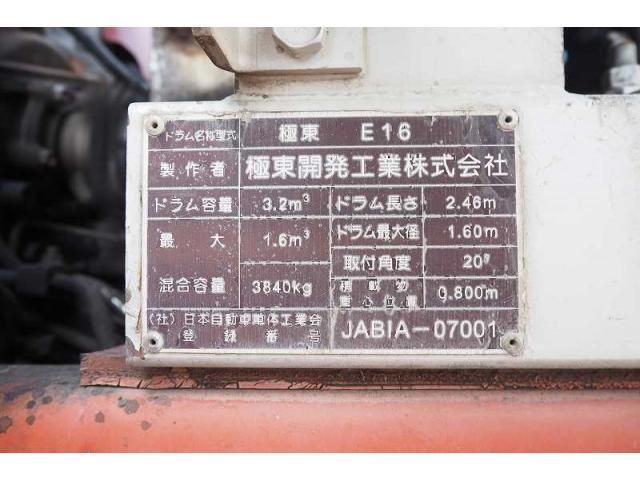 ドラム名称型式 極東 E16
製作者 極東開発工業株式会社
ドラム容量 3.2m³ ドラム長さ 2.46m
最大 1.6m³ ドラム最大径 1.60m
取付角度 20°
混合容量 3840kg 積載物重心位置 0.800m
(社)日本自動車車体工業会
登録番号 JABIA-07001